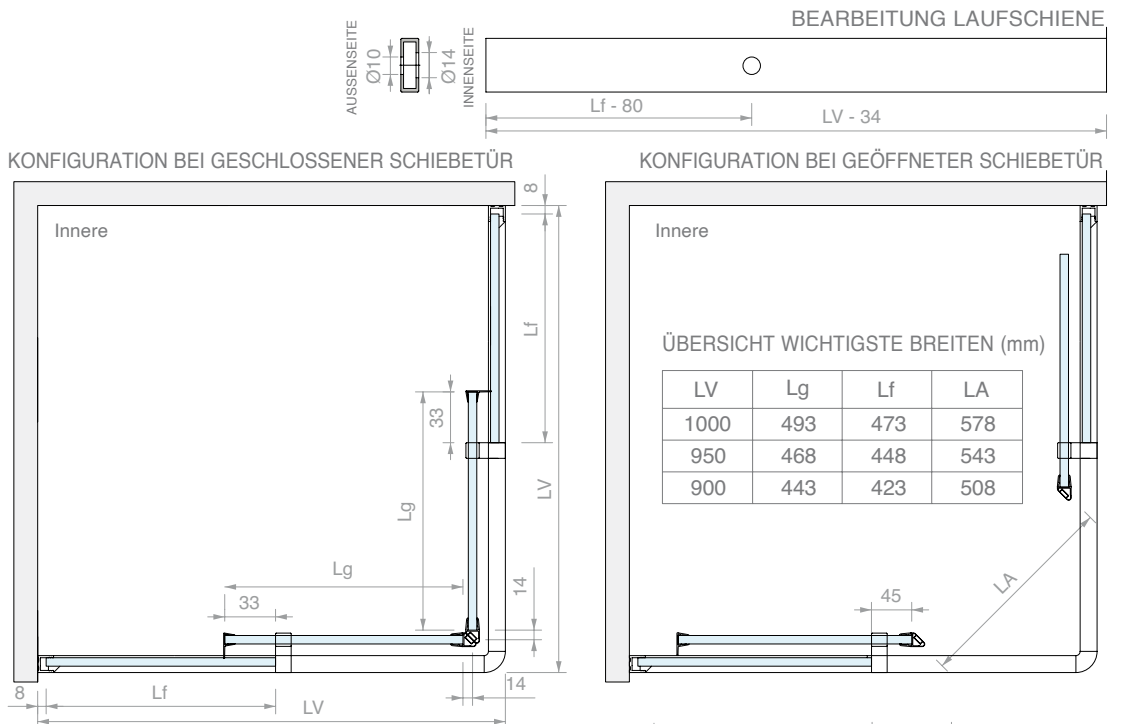 BEARBEITUNG LAUFSCHIENE
AUSSENSEITE
Ø10
Ø14
INNENSEITE
Lf - 80
LV - 34
KONFIGURATION BEI GESCHLOSSENER SCHIEBETÜR
8
Innere
Lf
33
LV
Lg
Lg
14
33
8
Lf
14
LV
KONFIGURATION BEI GEÖFFNETER SCHIEBETÜR
Innere
ÜBERSICHT WICHTIGSTE BREITEN (mm)
LV Lg Lf LA
1000 493 473 578
950 468 448 543
900 443 423 508
LA
45